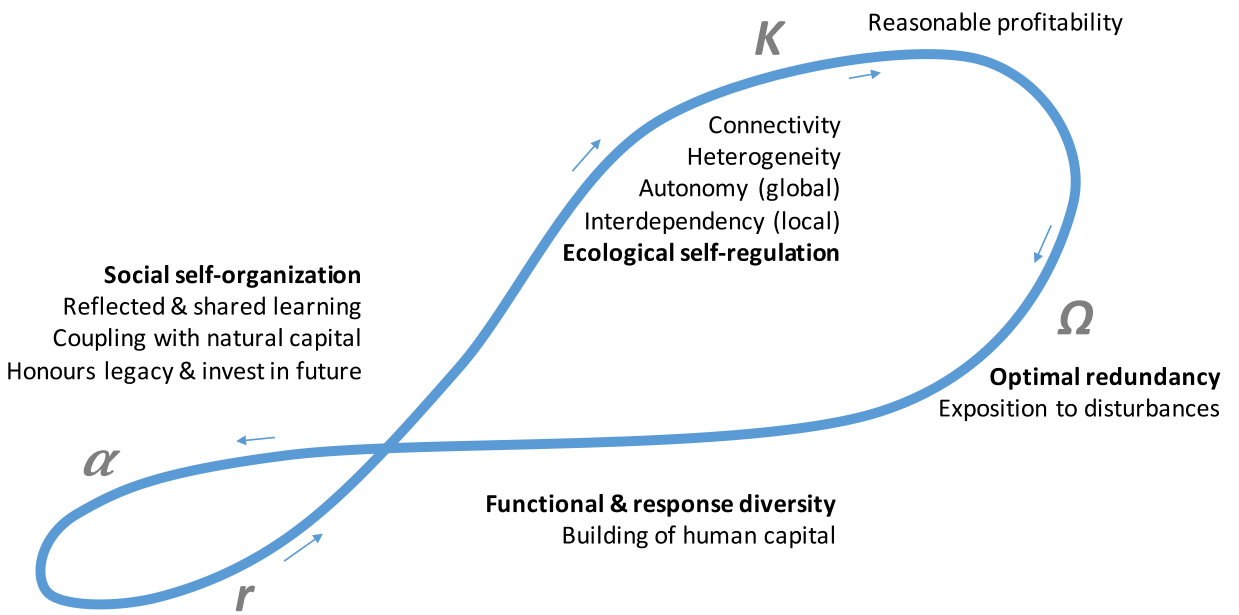 K
Reasonable profitability
Connectivity
Heterogeneity
Autonomy (global)
Interdependency (local)
Ecological self-regulation
Social self-organization
Reflected & shared learning
Coupling with natural capital
Honours legacy & invest in future
Ω
Optimal redundancy
Exposition to disturbances
α
Functional & response diversity
Building of human capital
r